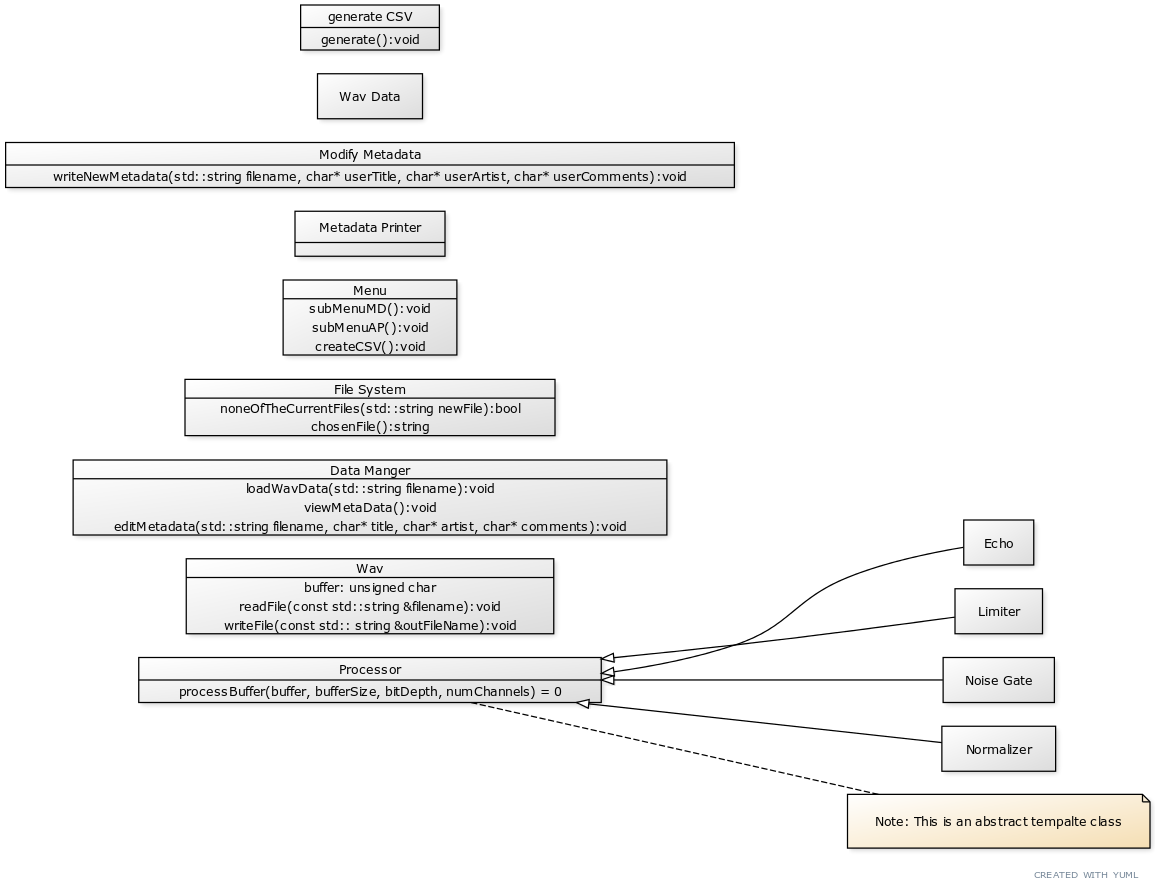 generate CSV
generate():void
Wav Data
Modify Metadata
writeNewMetadata(std::string filename, char* userTitle, char* userArtist, char* userComments):void
Metadata Printer
Menu
subMenuMD():void
subMenuAP():void
createCSV():void
File System
noneOfTheCurrentFiles(std::string newFile):bool
chosenFile():string
Data Manger
loadWavData(std::string filename):void
viewMetaData():void
editMetadata(std::string filename, char* title, char* artist, char* comments):void
Wav
buffer: unsigned char
readFile(const std::string &filename):void
writeFile(const std:: string &outFileName):void
Processor
processBuffer(buffer, bufferSize, bitDepth, numChannels) = 0
Echo
Limiter
Noise Gate
Normalizer
Note: This is an abstract tempalte class
CREATED WITH YUML